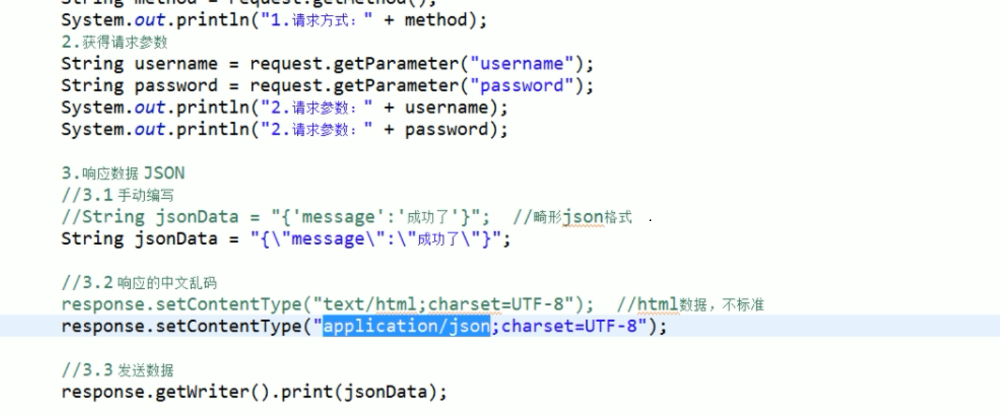 String method = request.getMethod();
System.out.println("1.请求方式：" + method);
2.获得请求参数
String username = request.getParameter("username");
String password = request.getParameter("password");
System.out.println("2.请求参数：" + username);
System.out.println("2.请求参数：" + password);
3.响应数据 JSON
//3.1 手动编写
//String jsonData = "{'message':'成功了'}"; //畸形json格式 .
String jsonData = "{\"message\":\"成功了\"}";
//3.2 响应的中文乱码
response.setContentType("text/html;charset=UTF-8"); //html数据，不标准
response.setContentType("application/json;charset=UTF-8");
//3.3 发送数据
response.getWriter().print(jsonData);